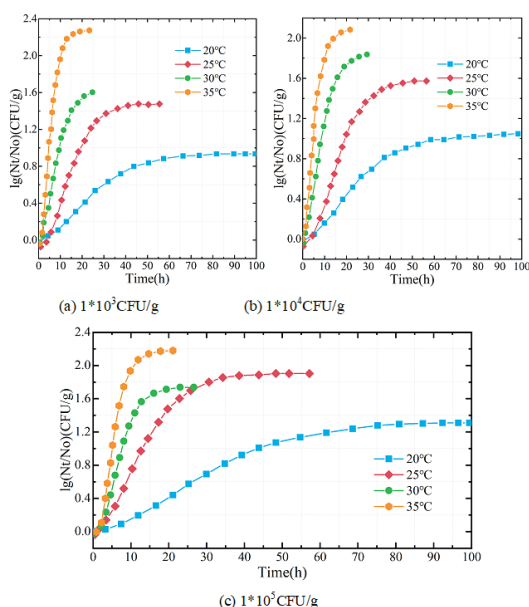 2.4
2.0
1.6
1.2
0.8
0.4
0.0
lg(Nt/No)(CFU/g)
20℃
25℃
30℃
35℃
0 10 20 30 40 50 60 70 80 90 100
Time(h)
(a) 1*10³CFU/g
2.0
1.6
1.2
0.8
0.4
0.0
lg(Nt/No)(CFU/g)
20℃
25℃
30℃
35℃
0 10 20 30 40 50 60 70 80 90 100
Time(h)
(b) 1*10⁴CFU/g
2.4
2.0
1.6
1.2
0.8
0.4
0.0
lg(Nt/No)(CFU/g)
20℃
25℃
30℃
35℃
0 10 20 30 40 50 60 70 80 90 100
Time(h)
(c) 1*10⁵CFU/g